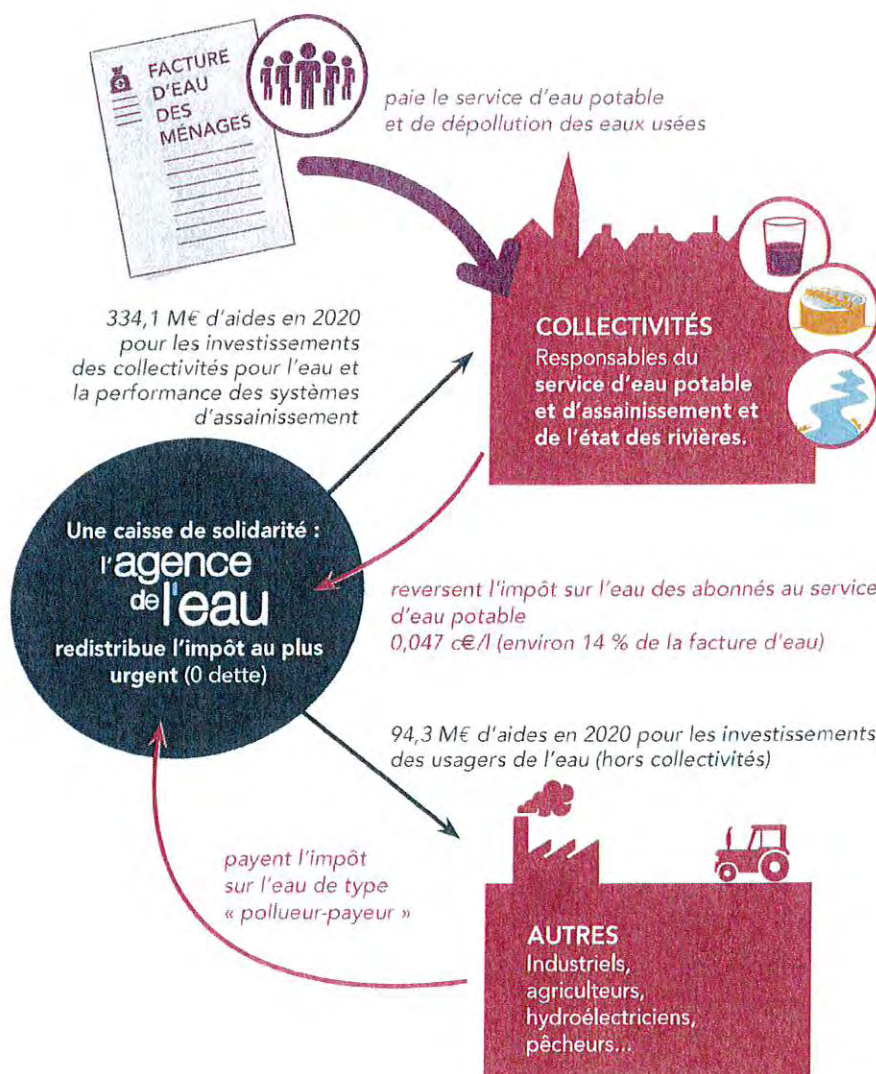 FACTURE
D'EAU
DES
MÉNAGES
paie le service d'eau potable
et de dépollution des eaux usées
334,1 M€ d'aides en 2020
pour les investissements
des collectivités pour l'eau et
la performance des systèmes
d'assainissement
COLLECTIVITÉS
Responsables du
service d'eau potable
et d'assainissement et
de l'état des rivières.
Une caisse de solidarité :
l'agence
de l'eau
redistribue l'impôt au plus
urgent (0 dette)
reversent l'impôt sur l'eau des abonnés au service
d'eau potable
0,047 c€/l (environ 14 % de la facture d'eau)
94,3 M€ d'aides en 2020 pour les investissements
des usagers de l'eau (hors collectivités)
payent l'impôt
sur l'eau de type
« pollueur-payeur »
AUTRES
Industriels,
agriculteurs,
hydroélectriciens,
pêcheurs...